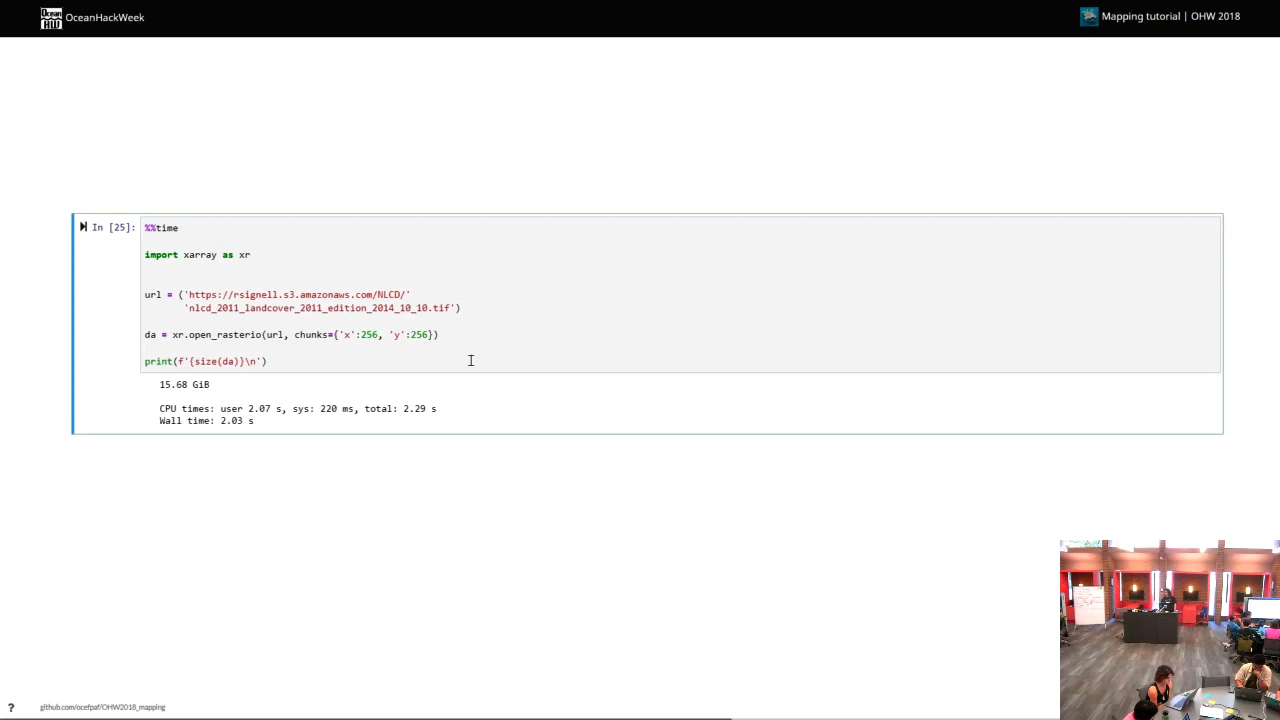 Ocean
HW
OceanHackWeek
Mapping tutorial | OHW 2018
In [25]:
%%time
import xarray as xr
url = ('https://rsignell.s3.amazonaws.com/NLCD/'
'nlcd_2011_landcover_2011_edition_2014_10_10.tif')
da = xr.open_rasterio(url, chunks={'x':256, 'y':256})
print(f'{size(da)}\n')
15.68 GiB
CPU times: user 2.07 s, sys: 220 ms, total: 2.29 s
Wall time: 2.03 s
?
github.com/ocefpaf/OHW2018_mapping